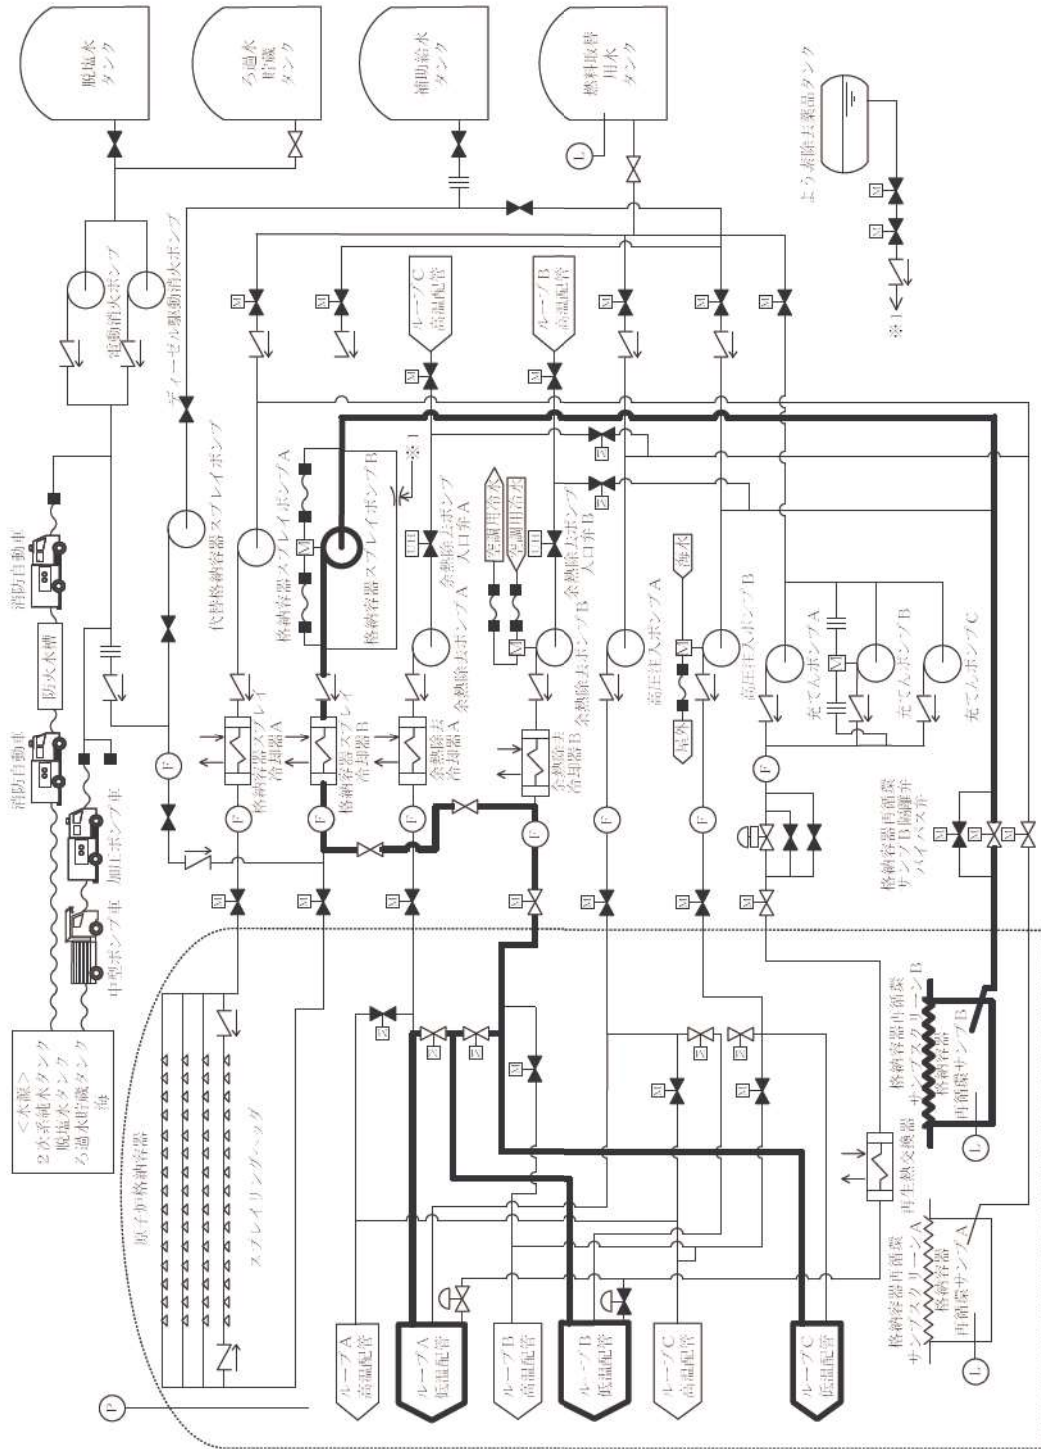 脱塩水
タンク
ろ過水
貯蔵
タンク
補助給水
タンク
燃料取替
用水
タンク
よう素除去薬品タンク
M
M
※1
L
電動消火ポンプ
ディーゼル駆動消火ポンプ
消防自動車
防火水槽
消防自動車
加圧ポンプ車
中型ポンプ車
<水源>
2次系純水タンク
脱塩水タンク
ろ過水貯蔵タンク
海
代替格納容器スプレイポンプ
格納容器スプレイポンプA
格納容器スプレイポンプB
※1
ループC
高温配管
ループB
高温配管
余熱除去ポンプ
入口弁A
余熱除去ポンプA
空調用冷水
空調用冷水
余熱除去ポンプ
入口弁B
余熱除去ポンプB
高圧注入ポンプA
海水
屋外
高圧注入ポンプB
充てんポンプA
充てんポンプB
充てんポンプC
格納容器スプレイ
冷却器A
格納容器スプレイ
冷却器B
余熱除去
冷却器A
余熱除去
冷却器B
F
F
F
F
F
F
F
F
格納容器再循環
サンプB隔離弁
バイパス弁
原子炉格納容器
スプレイリングヘッダ
P
ループA
高温配管
ループA
低温配管
ループB
高温配管
ループB
低温配管
ループC
高温配管
ループC
低温配管
再生熱交換器
格納容器再循環
サンプスクリーンB
格納容器
再循環サンプB
L
格納容器再循環
サンプスクリーンA
格納容器
再循環サンプA
L